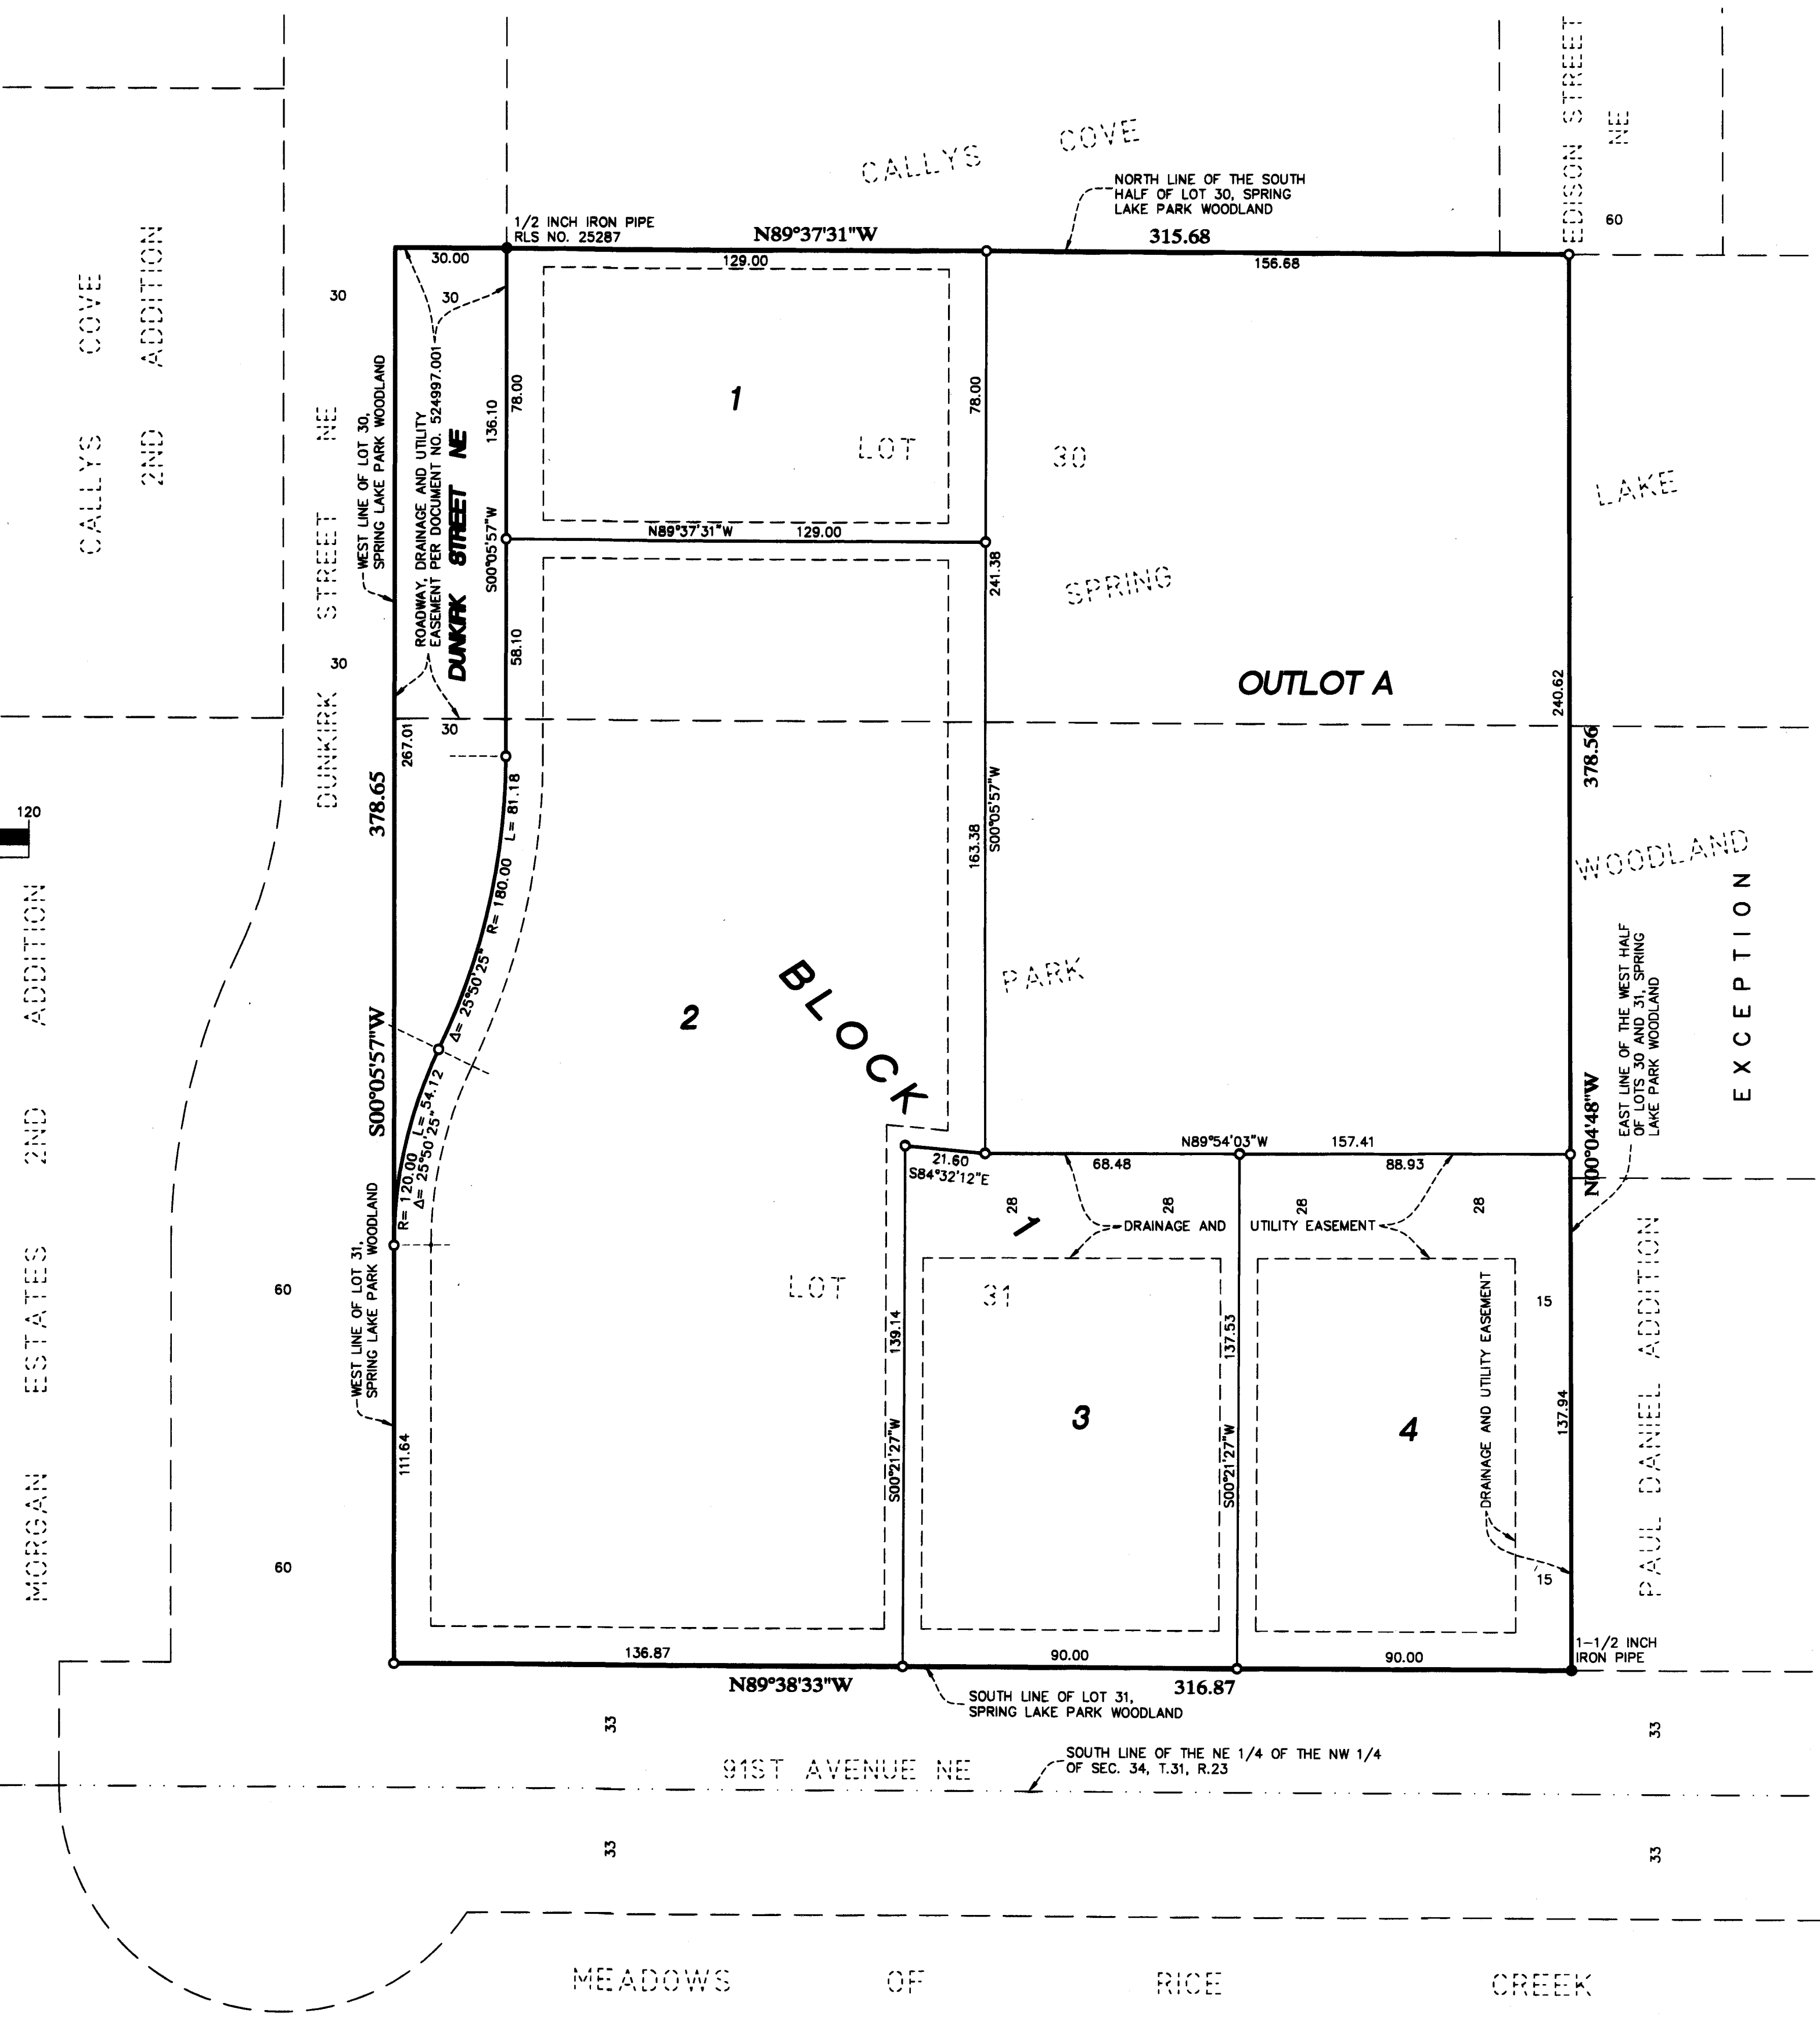 EDISON STREET
NE
60
CALLYS COVE
NORTH LINE OF THE SOUTH
HALF OF LOT 30, SPRING
LAKE PARK WOODLAND
1/2 INCH IRON PIPE
RLS NO. 25287
N89°37'31"W
315.68
30.00
129.00
156.68
CALLYS COVE
2ND ADDITION
30
30
DUNKIRK STREET NE
30
WEST LINE OF LOT 30,
SPRING LAKE PARK WOODLAND
ROADWAY, DRAINAGE AND UTILITY
EASEMENT PER DOCUMENT NO. 524997.001
DUNKIRK STREET NE
136.10
S00°05'57"W
78.00
1
78.00
LOT 30
N89°37'31"W 129.00
58.10
241.38
SPRING
LAKE
OUTLOT A
240.62
30
267.01
378.65
S00°05'57"W
378.56
L= 81.18
R= 180.00
Δ= 25°50'25"
163.38
S00°05'57"W
120
WOODLAND
EXCEPTION
PARK
2
BLOCK
1
EAST LINE OF THE WEST HALF
OF LOTS 30 AND 31, SPRING
LAKE PARK WOODLAND
N00°04'48"W
L= 54.12
Δ= 25°50'25"
R= 120.00
21.60
S84°32'12"E
68.48
N89°54'03"W
157.41
88.93
28
28
28
28
DRAINAGE AND UTILITY EASEMENT
MORGAN ESTATES 2ND ADDITION
60
60
WEST LINE OF LOT 31,
SPRING LAKE PARK WOODLAND
111.64
LOT 31
139.14
S00°21'27"W
137.53
S00°21'27"W
3
4
DRAINAGE AND UTILITY EASEMENT
15
15
137.94
PAUL DANIEL ADDITION
1-1/2 INCH
IRON PIPE
136.87
90.00
90.00
N89°38'33"W
316.87
SOUTH LINE OF LOT 31,
SPRING LAKE PARK WOODLAND
33
33
91ST AVENUE NE
SOUTH LINE OF THE NE 1/4 OF THE NW 1/4
OF SEC. 34, T.31, R.23
33
33
MEADOWS OF RICE CREEK